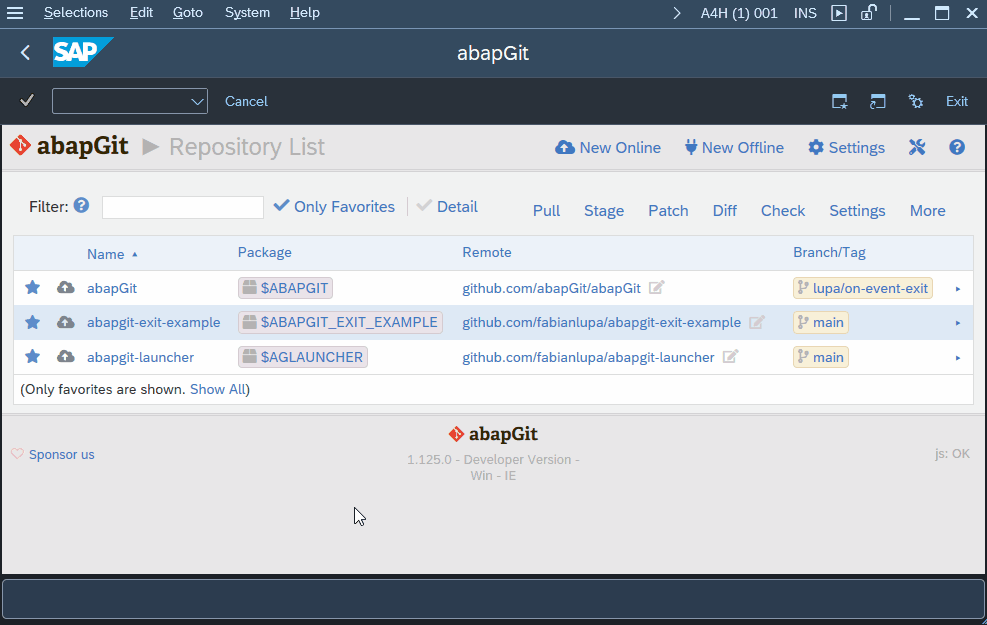 Selections Edit Goto System Help A4H (1) 001 INS
SAP abapGit
Cancel Exit
abapGit Repository List New Online New Offline Settings
Filter: Only Favorites Detail Pull Stage Patch Diff Check Settings More
Name Package Remote Branch/Tag
abapGit $ABAPGIT github.com/abapGit/abapGit lupa/on-event-exit
abapgit-exit-example $ABAPGIT_EXIT_EXAMPLE github.com/fabianlupa/abapgit-exit-example main
abapgit-launcher $AGLAUNCHER github.com/fabianlupa/abapgit-launcher main
(Only favorites are shown. Show All)
abapGit
Sponsor us 1.125.0 - Developer Version - js: OK
Win - IE